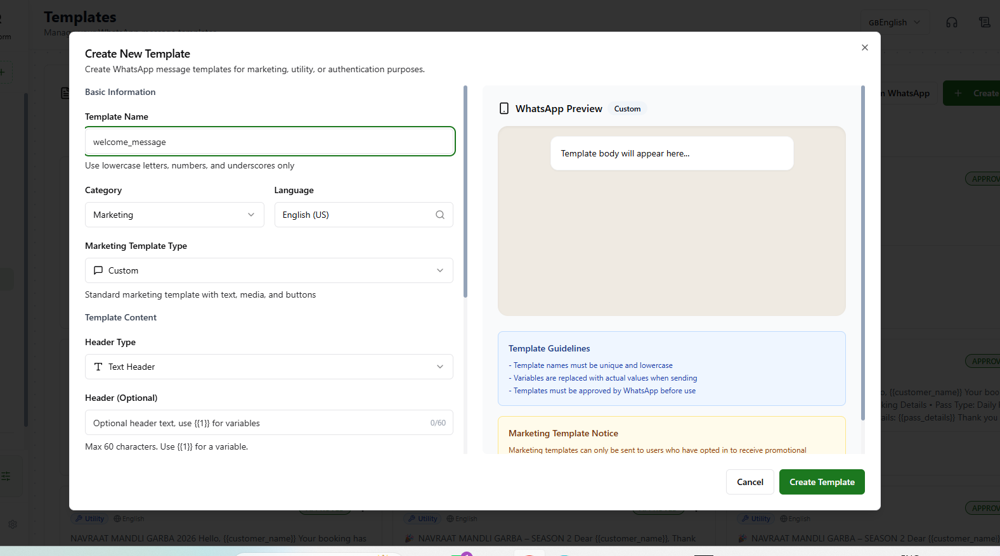 Templates
GBEnglish
Create New Template
Create WhatsApp message templates for marketing, utility, or authentication purposes.
Basic Information
Template Name
welcome_message
Use lowercase letters, numbers, and underscores only
Category
Language
Marketing
English (US)
Marketing Template Type
Custom
Standard marketing template with text, media, and buttons
Template Content
Header Type
Text Header
Header (Optional)
Optional header text, use {{1}} for variables
0/60
Max 60 characters. Use {{1}} for a variable.
WhatsApp Preview
Custom
Template body will appear here...
Template Guidelines
- Template names must be unique and lowercase
- Variables are replaced with actual values when sending
- Templates must be approved by WhatsApp before use
Marketing Template Notice
Marketing templates can only be sent to users who have opted in to receive promotional
Cancel
Create Template
WhatsApp
Create
{{customer_name}} Your
Details • Pass Type: Daily
{{pass_details}} Thank you
Utility
English
Utility
English
Utility
English
NAVRAAT MANDLI GARBA 2026 Hello, {{customer_name}} Your booking has
🎉 NAVRAAT MANDLI GARBA – SEASON 2 Dear {{customer_name}}, Thank
🎉 NAVRAAT MANDLI GARBA – SEASON 2 Dear {{customer_name}}